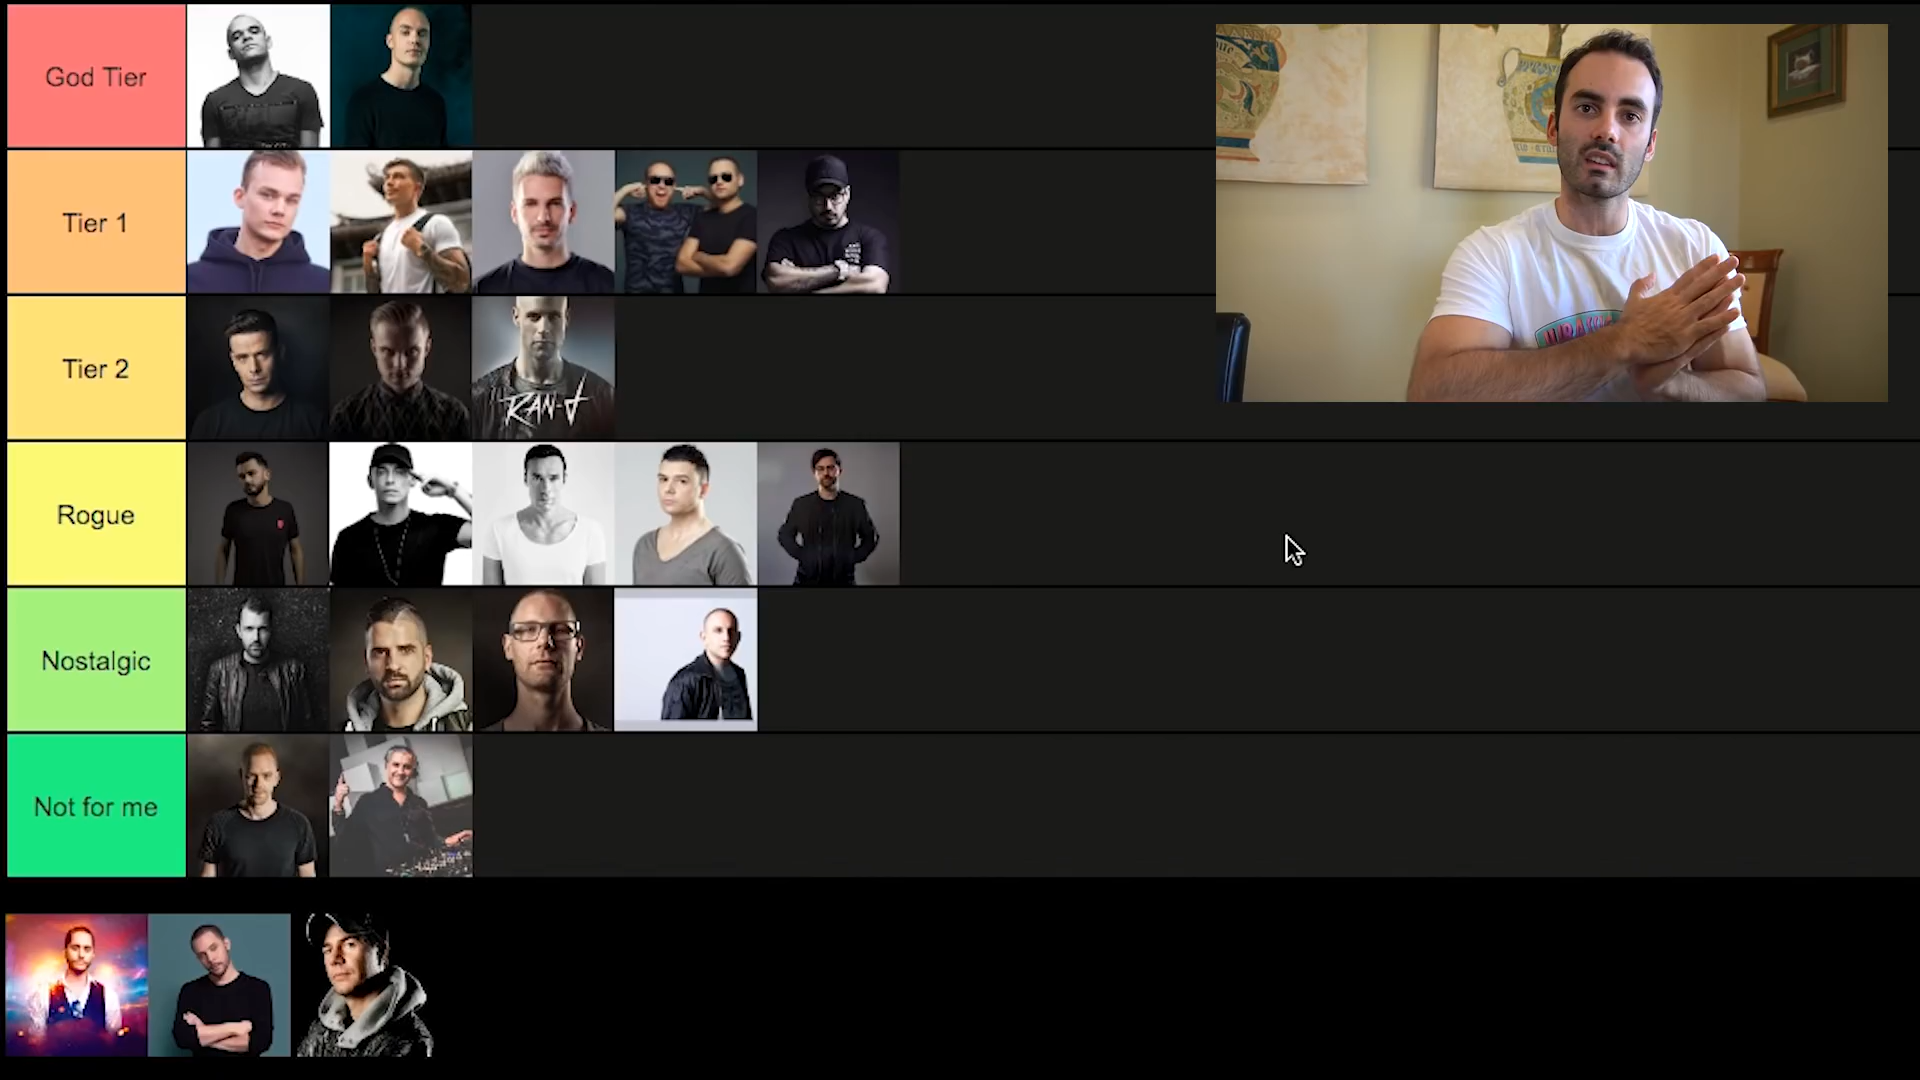 God Tier
Tier 1
Tier 2
RAN-J
Rogue
Nostalgic
Not for me